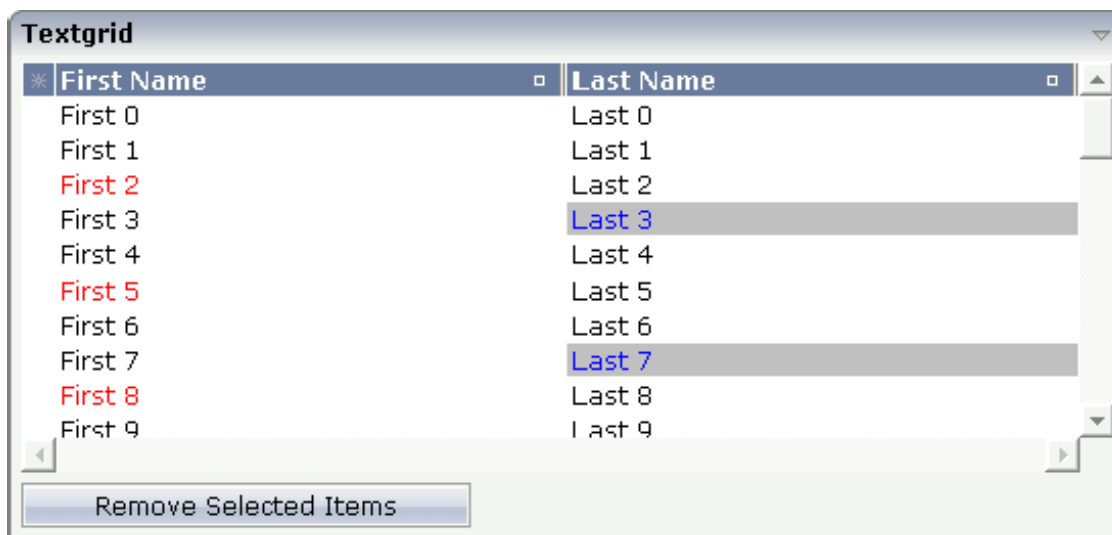 Textgrid
First Name Last Name
First 0 Last 0
First 1 Last 1
First 2 Last 2
First 3 Last 3
First 4 Last 4
First 5 Last 5
First 6 Last 6
First 7 Last 7
First 8 Last 8
First 9 Last 9
Remove Selected Items